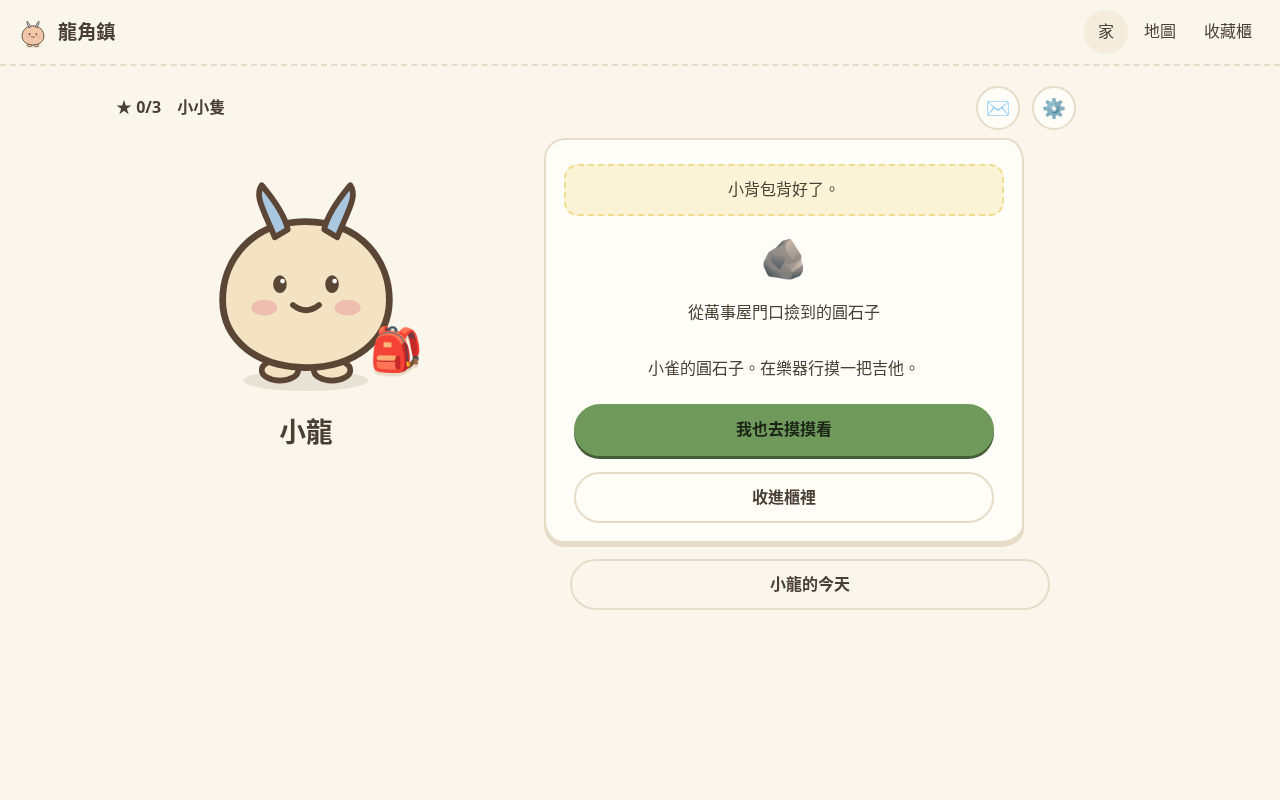 龍角鎮
家
地圖
收藏櫃
★ 0/3 小小隻
小背包背好了。
從萬事屋門口撿到的圓石子
小雀的圓石子。在樂器行摸一把吉他。
我也去摸摸看
收進櫃裡
小龍
小龍的今天